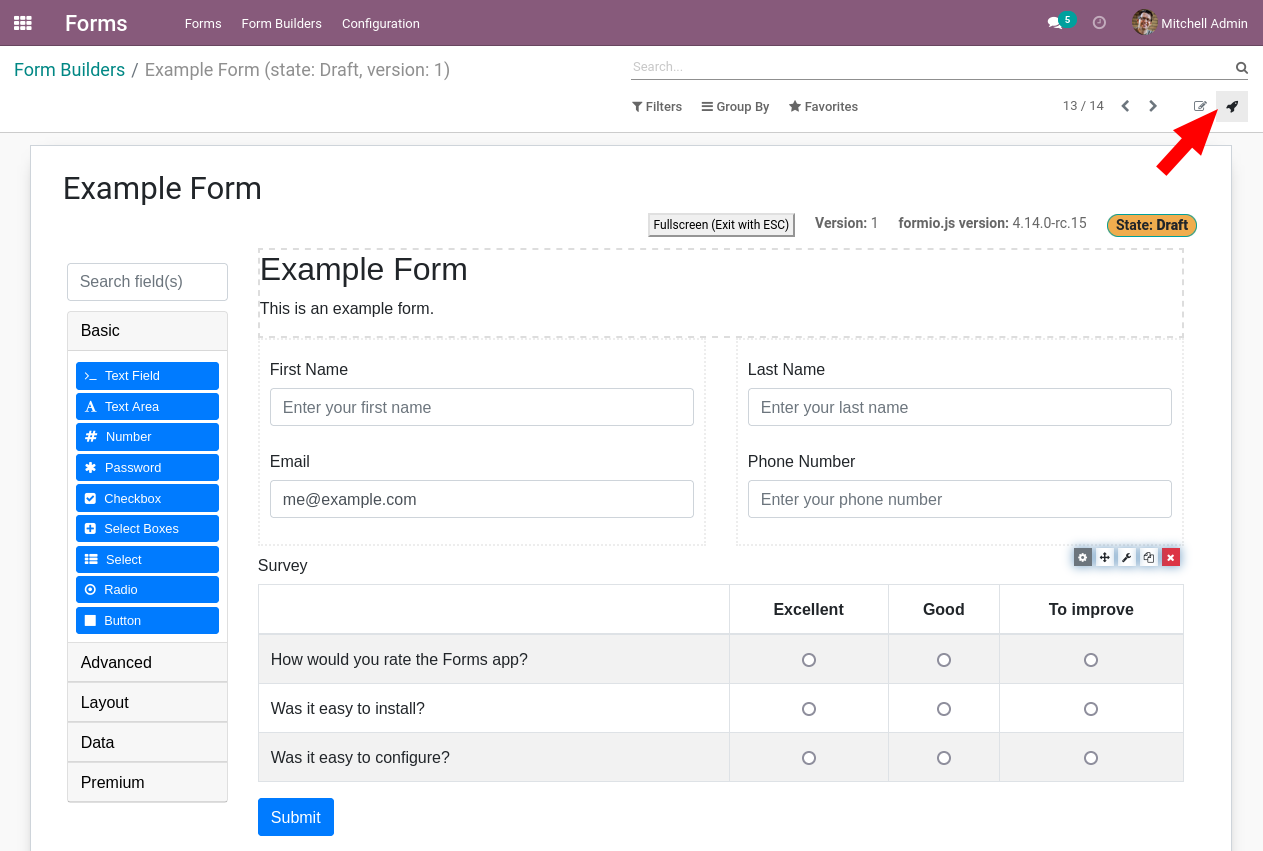 Forms Forms Form Builders Configuration 5 Mitchell Admin
Form Builders / Example Form (state: Draft, version: 1)
Search...
Filters Group By Favorites 13 / 14
Example Form
Fullscreen (Exit with ESC) Version: 1 formio.js version: 4.14.0-rc.15 State: Draft
Search field(s)
Basic
Text Field
Text Area
Number
Password
Checkbox
Select Boxes
Select
Radio
Button
Advanced
Layout
Data
Premium
Example Form
This is an example form.
First Name
Enter your first name
Last Name
Enter your last name
Email
me@example.com
Phone Number
Enter your phone number
Survey
Excellent Good To improve
How would you rate the Forms app?
Was it easy to install?
Was it easy to configure?
Submit